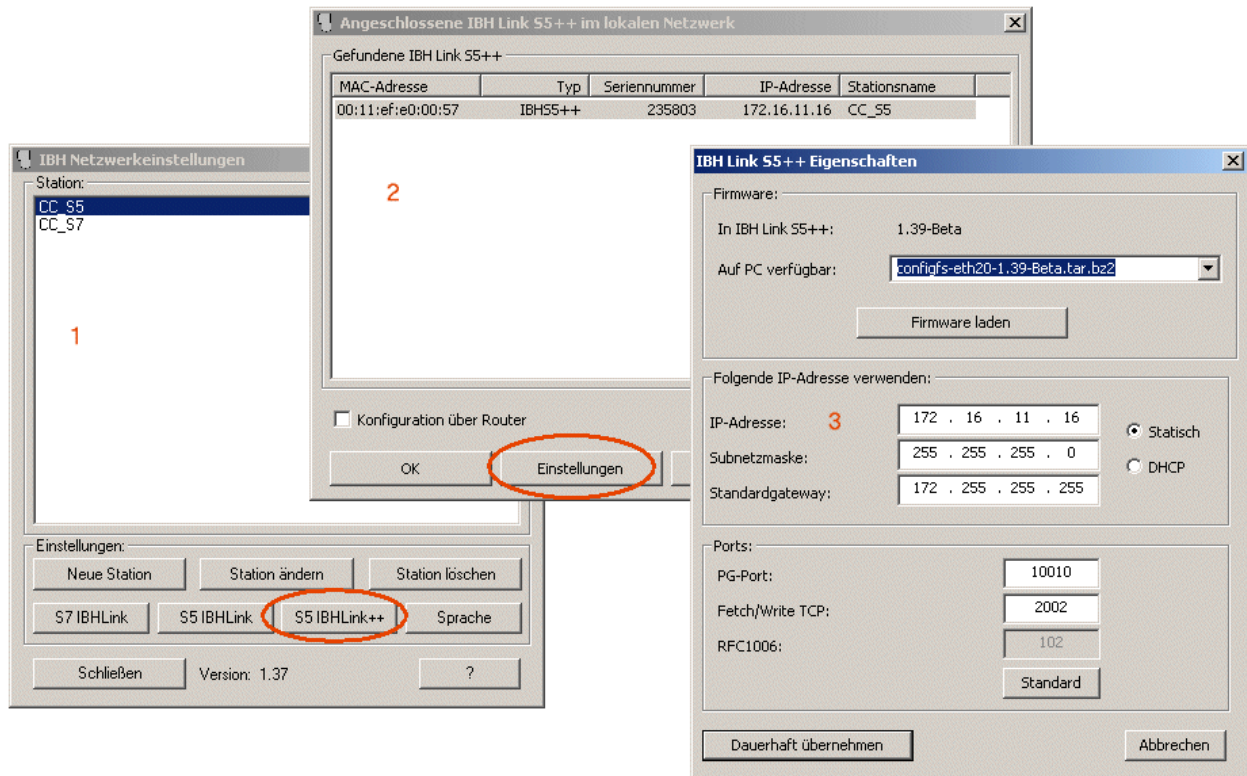 IBH Netzwerkeinstellungen
Station:
CC_S5
CC_S7
1
Einstellungen:
Neue Station Station ändern Station löschen
S7 IBHLink S5 IBHLink S5 IBHLink++ Sprache
Schließen Version: 1.37 ?
Angeschlossene IBH Link S5++ im lokalen Netzwerk
Gefundene IBH Link S5++
MAC-Adresse Typ Seriennummer IP-Adresse Stationsname
00:11:ef:e0:00:57 IBHS5++ 235803 172.16.11.16 CC_S5
2
Konfiguration über Router
OK Einstellungen
IBH Link S5++ Eigenschaften
Firmware:
In IBH Link S5++: 1.39-Beta
Auf PC verfügbar: configfs-eth20-1.39-Beta.tar.bz2
Firmware laden
Folgende IP-Adresse verwenden:
IP-Adresse: 3 172 . 16 . 11 . 16
Statisch
Subnetzmaske: 255 . 255 . 255 . 0
DHCP
Standardgateway: 172 . 255 . 255 . 255
Ports:
PG-Port: 10010
Fetch/Write TCP: 2002
RFC1006: 102
Standard
Dauerhaft übernehmen Abbrechen